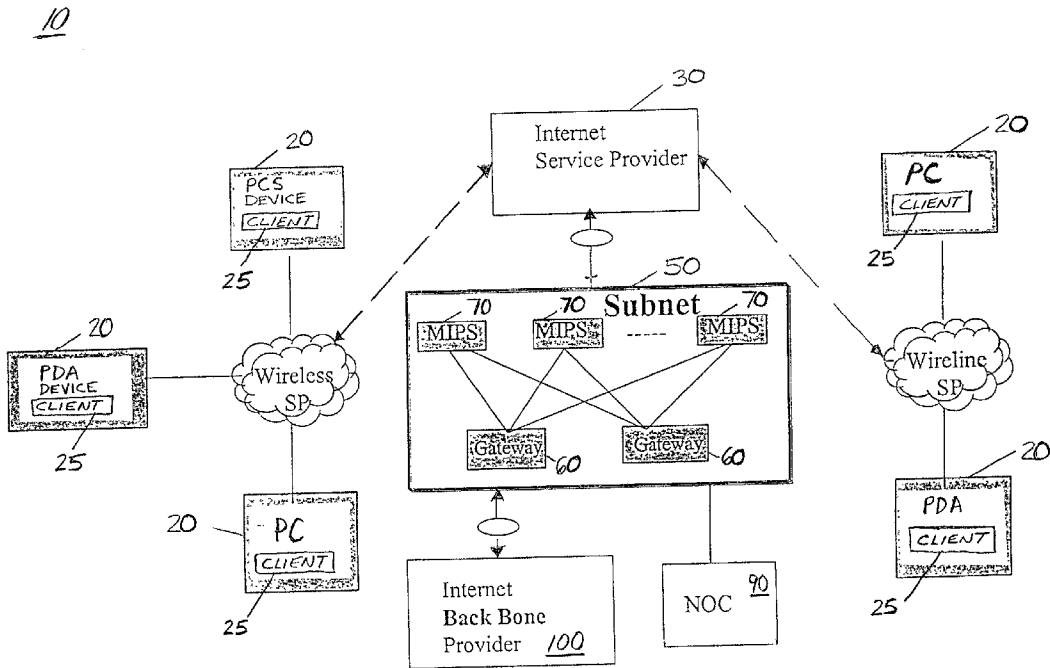 10
30
Internet
Service Provider
20
PCS
DEVICE
CLIENT
25
20
PC
CLIENT
25
50
Subnet
70
MIPS
70
MIPS
-----
70
MIPS
20
PDA
DEVICE
CLIENT
25
Wireless
SP
Wireline
SP
Gateway
60
Gateway
60
20
PC
CLIENT
25
20
PDA
CLIENT
25
Internet
Back Bone
Provider 100
NOC 90